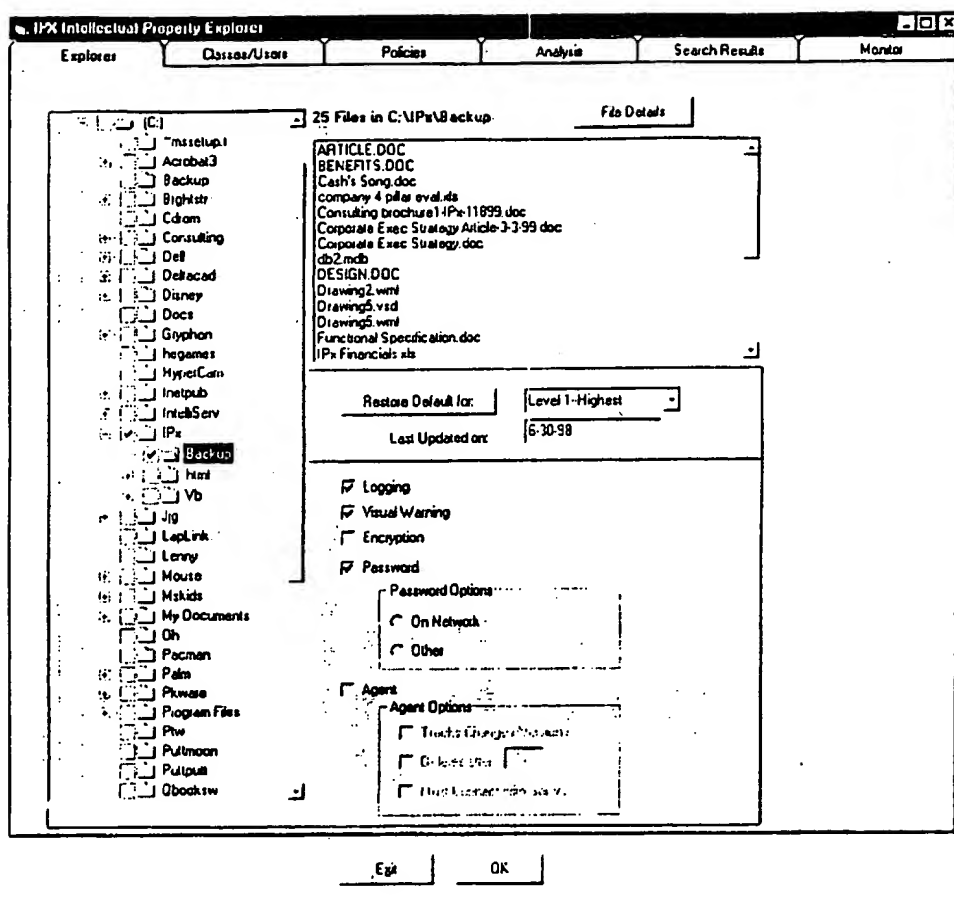 IPX Intellectual Property Explorer
Explorer Classes/Users Policies Analysis Search Results Monitor
[C:]
~mssetup.t
Acrobat3
Backup
Bightstr
Cdrom
Consulting
Dell
Deltacad
Disney
Docs
Gryphon
hegames
HyperCam
Inetpub
IntelliServ
IPx
Backup
html
Vb
Jrg
LapLink
Lenny
Mouse
Mskids
My Documents
Oh
Pacman
Palm
Pkware
Program Files
Ptw
Puttmoon
Puttputt
Qbooksw
25 Files in C:\IPx\Backup
File Details
ARTICLE.DOC
BENEFITS.DOC
Cash's Song.doc
company 4 pillar eval.xls
Consulting brochure1-IPx-11899.doc
Corporate Exec Strategy Article-3-3-99.doc
Corporate Exec Strategy.doc
db2.mdb
DESIGN.DOC
Drawing2.wmf
Drawing5.vsd
Drawing5.wmf
Functional Specification.doc
IPx Financials.xls
Restore Default for: Level 1-Highest
Last Updated on: 6-30-98
Logging
Visual Warning
Encryption
Password
Password Options
On Network
Other
Agent
Agent Options
Tracks Changes
Exit OK